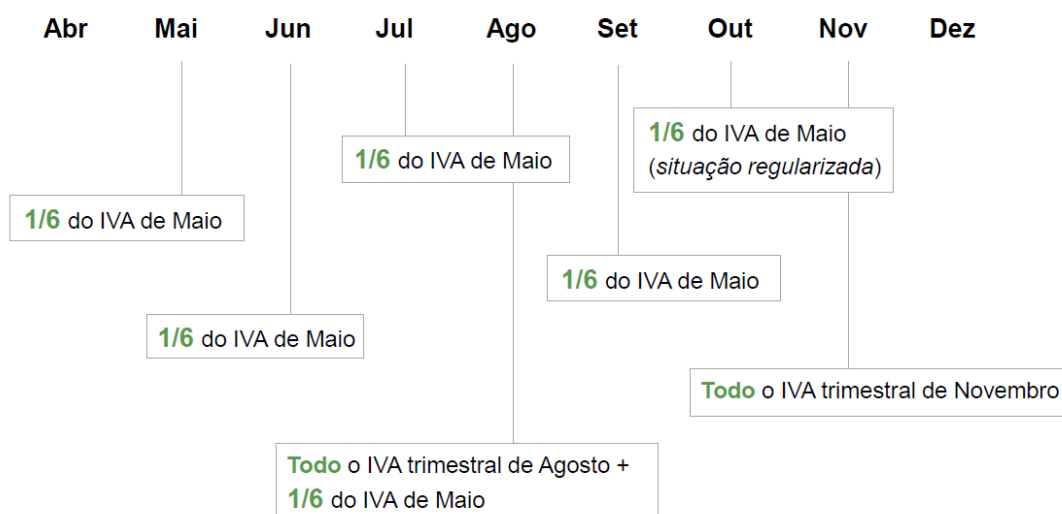 Abr Mai Jun Jul Ago Set Out Nov Dez
1/6 do IVA de Maio
(situação regularizada)
1/6 do IVA de Maio
1/6 do IVA de Maio
1/6 do IVA de Maio
1/6 do IVA de Maio
Todo o IVA trimestral de Novembro
Todo o IVA trimestral de Agosto +
1/6 do IVA de Maio